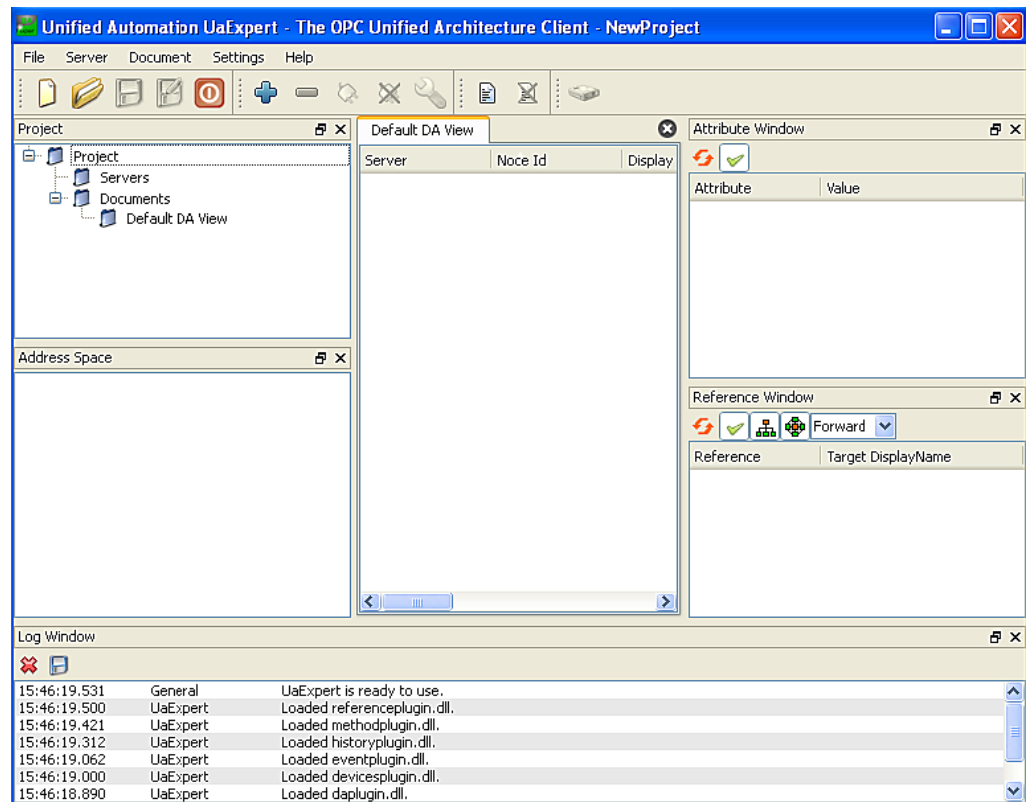 Unified Automation UaExpert - The OPC Unified Architecture Client - NewProject
File Server Document Settings Help
Project
Project
Servers
Documents
Default DA View
Address Space
Default DA View
Server Noce Id Display
Attribute Window
Attribute Value
Reference Window
Forward
Reference Target DisplayName
Log Window
15:46:19.531 General UaExpert is ready to use.
15:46:19.500 UaExpert Loaded referenceplugin.dll.
15:46:19.421 UaExpert Loaded methodplugin.dll.
15:46:19.312 UaExpert Loaded historyplugin.dll.
15:46:19.062 UaExpert Loaded eventplugin.dll.
15:46:19.000 UaExpert Loaded devicesplugin.dll.
15:46:18.890 UaExpert Loaded daplugin.dll.